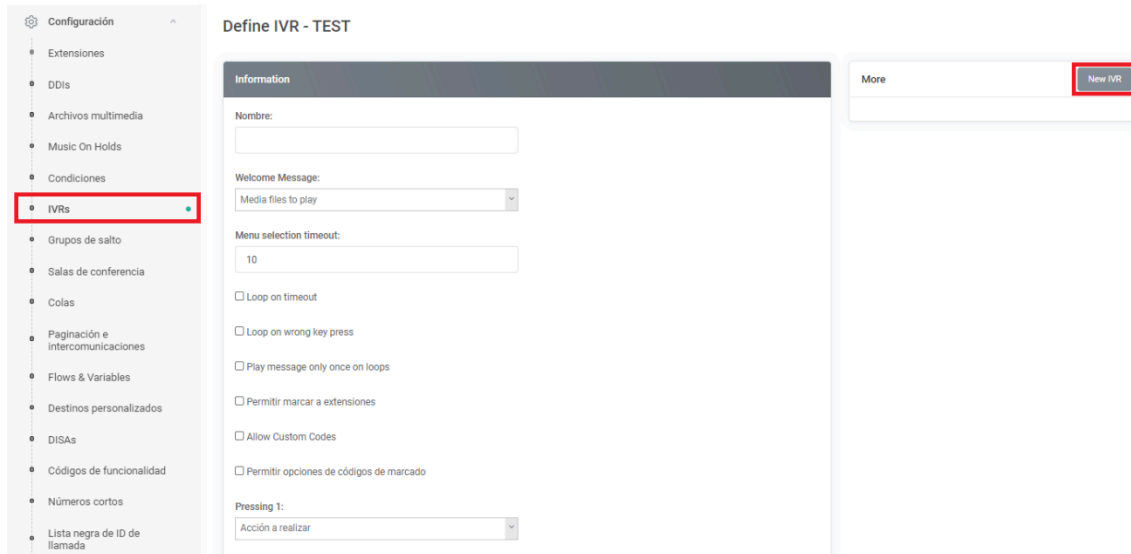 Configuración
Extensiones
DDIs
Archivos multimedia
Music On Holds
Condiciones
IVRs
Grupos de salto
Salas de conferencia
Colas
Paginación e
intercomunicaciones
Flows & Variables
Destinos personalizados
DISAs
Códigos de funcionalidad
Números cortos
Lista negra de ID de
llamada
Define IVR - TEST
Information
Nombre:
Welcome Message:
Media files to play
Menu selection timeout:
10
Loop on timeout
Loop on wrong key press
Play message only once on loops
Permitir marcar a extensiones
Allow Custom Codes
Permitir opciones de códigos de marcado
Pressing 1:
Acción a realizar
More
New IVR